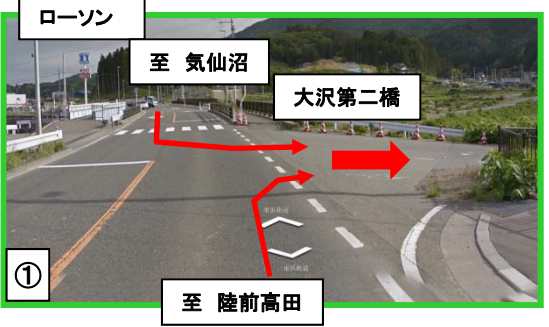 ローソン
至 気仙沼
大沢第二橋
①
至 陸前高田